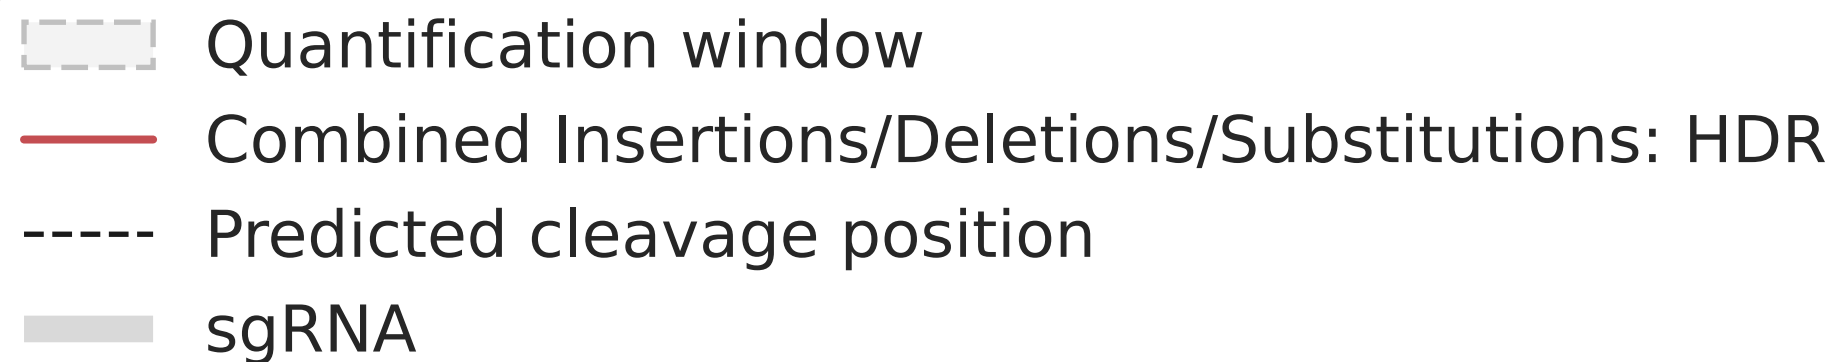 Quantification window
Combined Insertions/Deletions/Substitutions: HDR
Predicted cleavage position
sgRNA